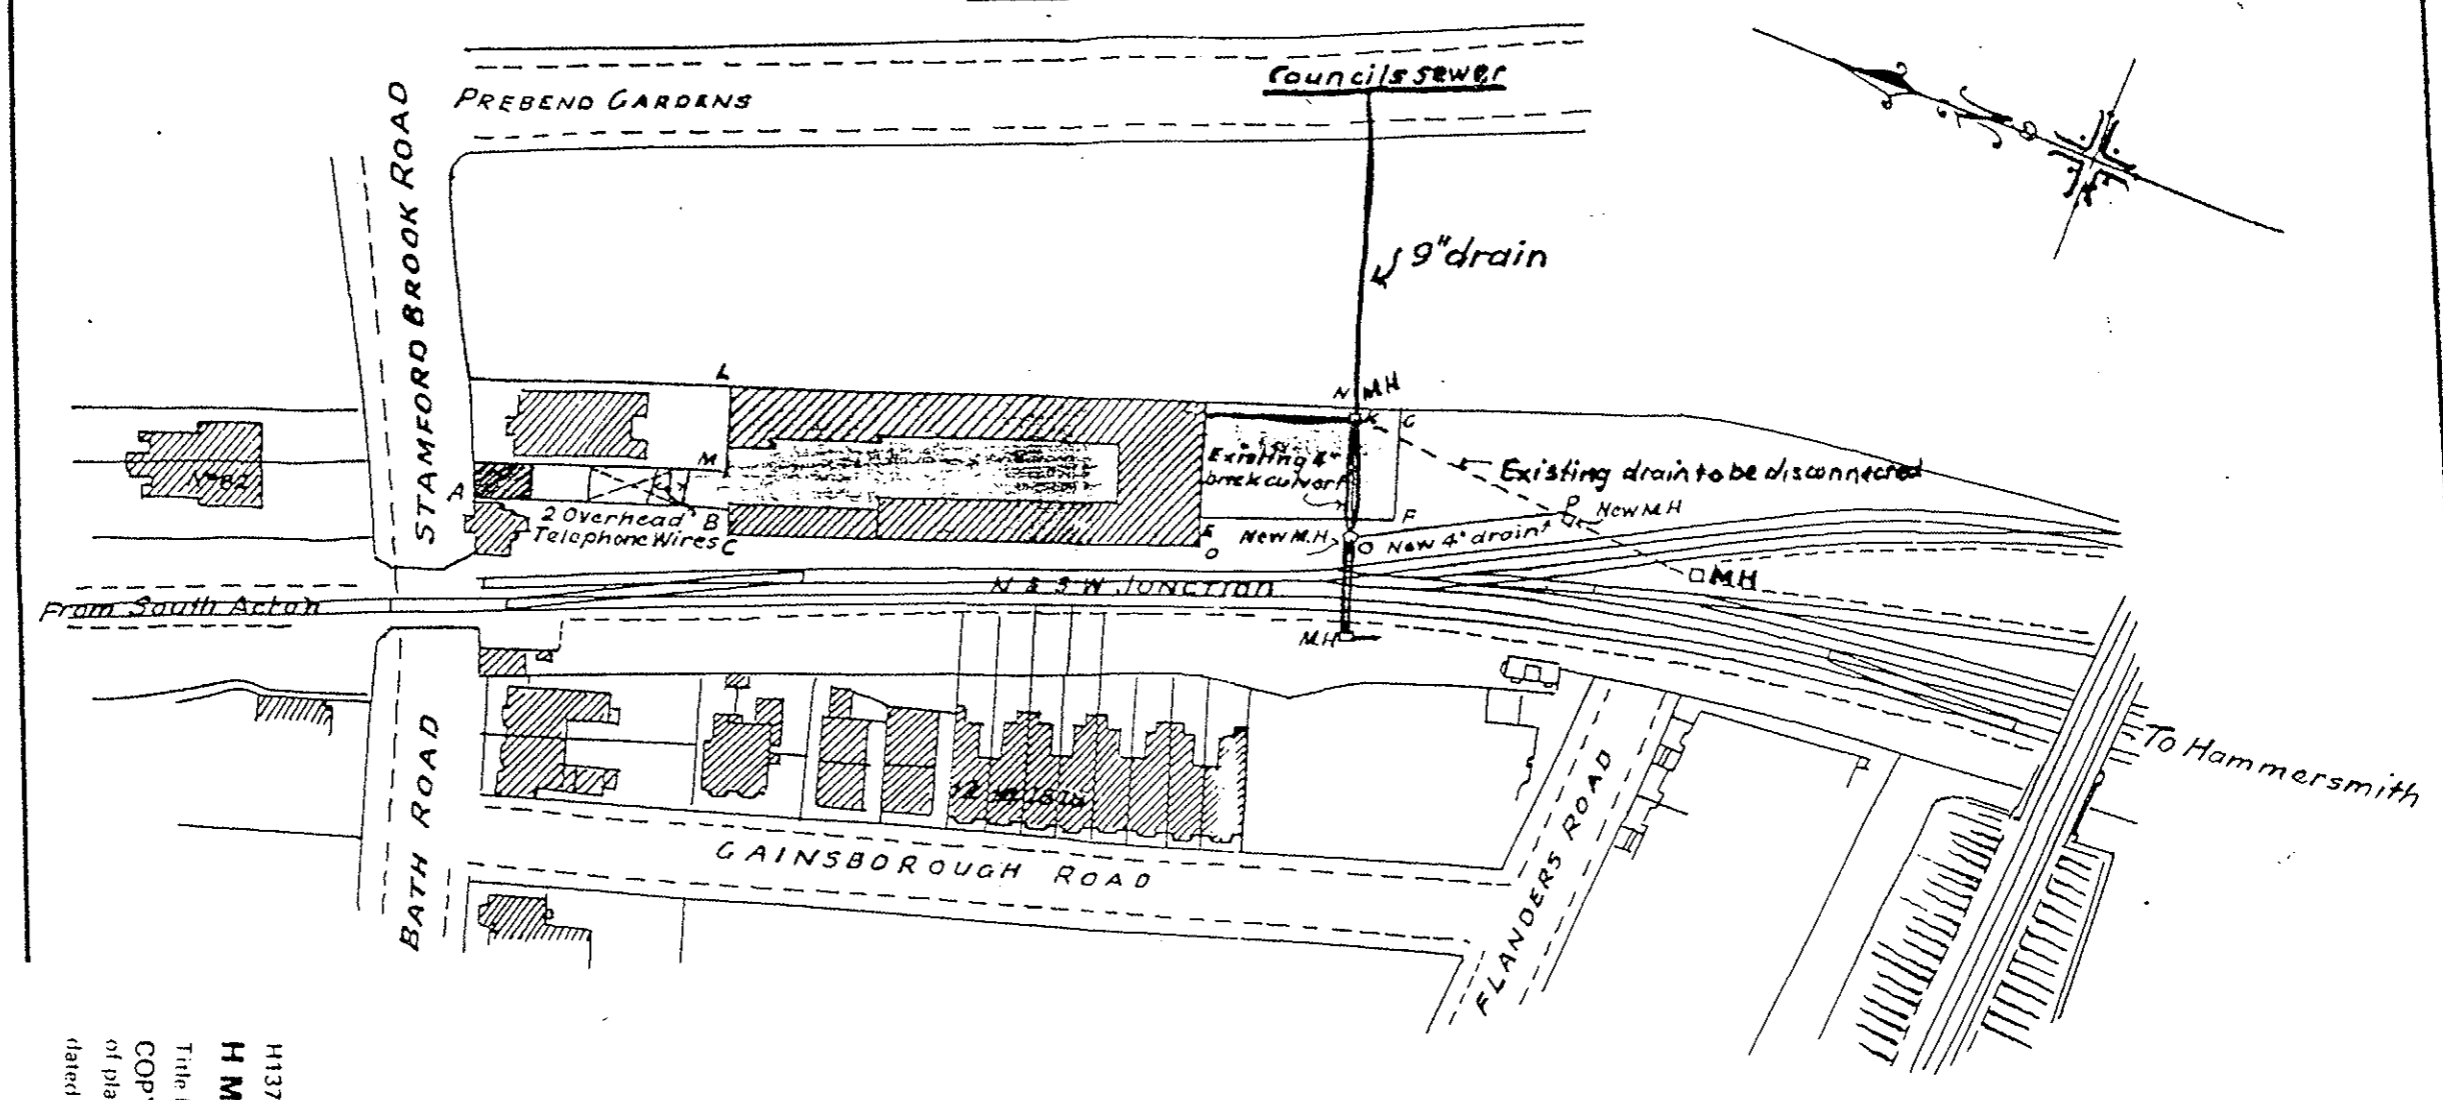 Councils sewer
PREBEND GARDENS
STAMFORD BROOK ROAD
9" drain
L
N MH
K G
M
Existing 4"
brick culvert
Existing drain to be disconnected
A
2 Overhead B
Telephone Wires C
E
O
F
P New M.H
New M.H
O New 4" drain
N & S W JUNCTION
MH
From South Acton
MH
To Hammersmith
BATH ROAD
GAINSBOROUGH ROAD
FLANDERS ROAD
H137
H M
Title
COPY
of pla
dated